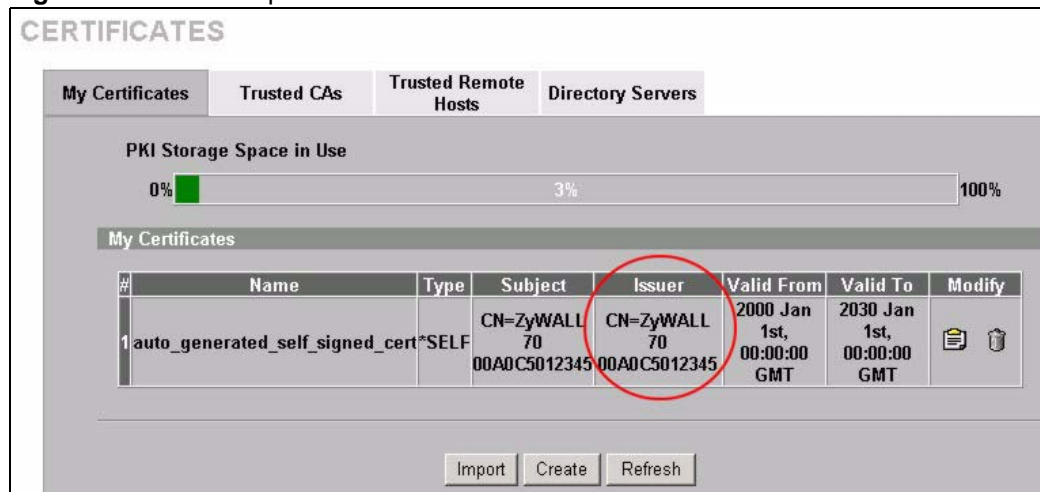 CERTIFICATES
My Certificates
Trusted CAs
Trusted Remote
Hosts
Directory Servers
PKI Storage Space in Use
0%
3%
100%
My Certificates
# Name Type Subject Issuer Valid From Valid To Modify
1 auto_generated_self_signed_cert *SELF
CN=ZyWALL
70
00A0C5012345
CN=ZyWALL
70
00A0C5012345
2000 Jan
1st,
00:00:00
GMT
2030 Jan
1st,
00:00:00
GMT
Import Create Refresh